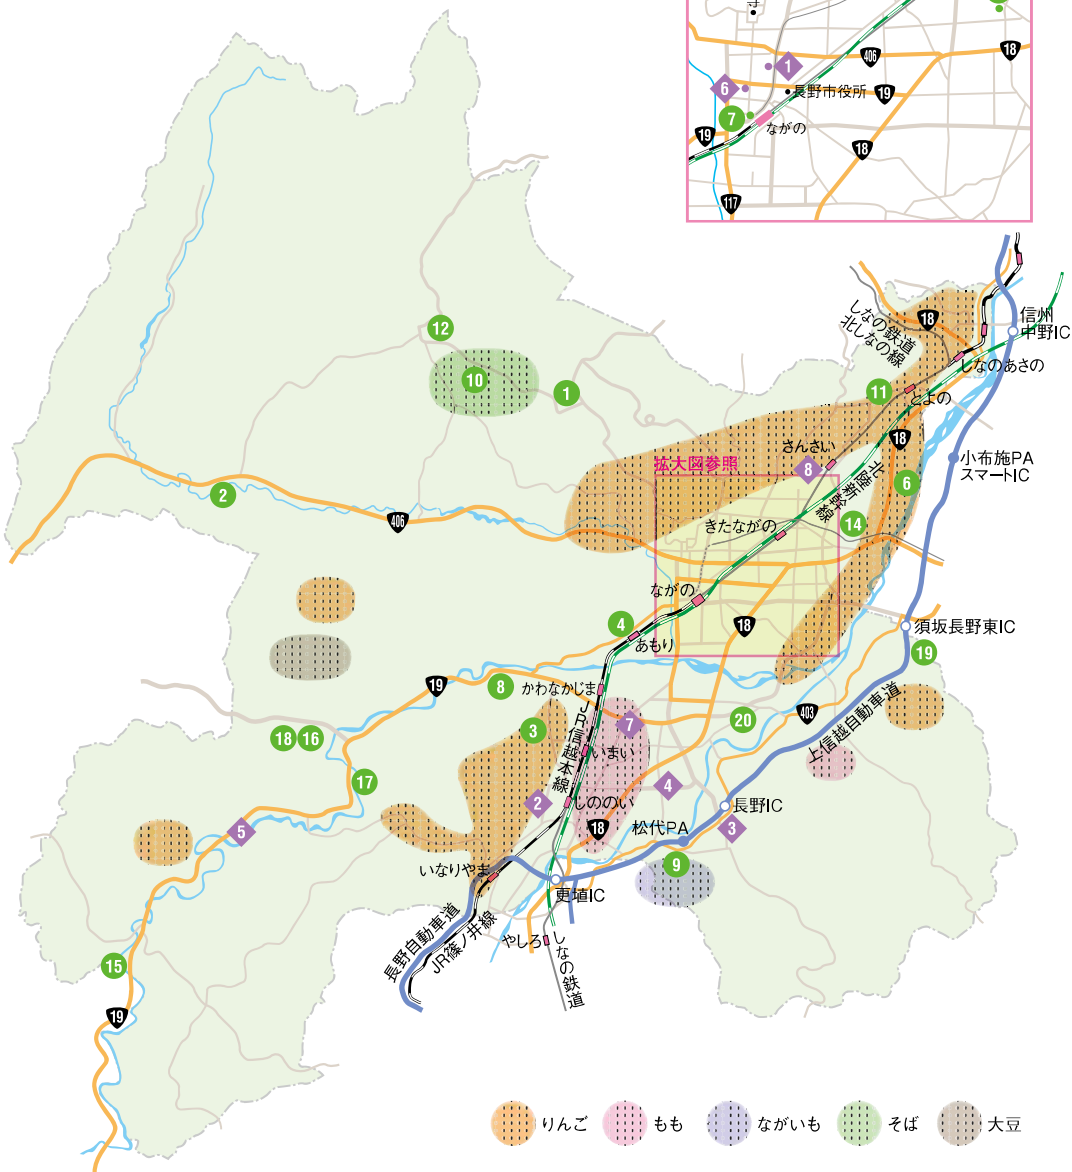 寺
1
406
18
6
長野市役所
19
7
ながの
19
18
117
信州
中野IC
しなの鉄道
北しなの線
18
しなのあさの
12
10
1
11
とよの
さんさい
18
拡大図参照
8
小布施PA
スマートIC
6
2
406
北陸新幹線
14
きたながの
ながの
18
4
あもり
須坂長野東IC
19
19
8
かわなかじま
403
20
上信越自動車道
7
3
JR信越本線
いまい
18
16
17
4
2
しののい
長野IC
5
18
松代PA
3
9
いなりやま
更埴IC
長野自動車道
JR篠ノ井線
やしろ
しなの鉄道
15
19
りんご
もも
ながいも
そば
大豆